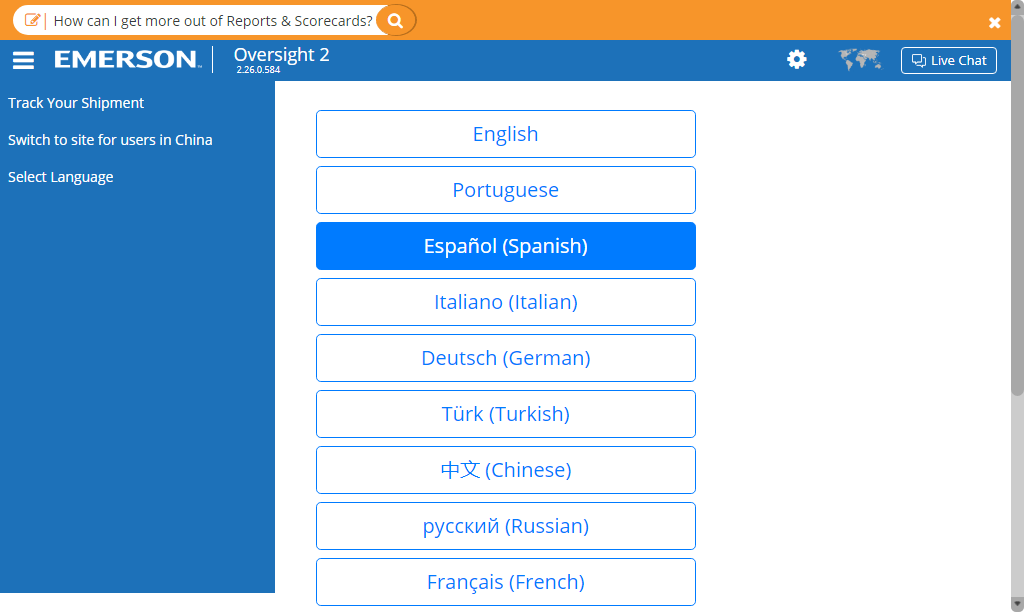 How can I get more out of Reports & Scorecards?
EMERSON™
Oversight 2
2.26.0.584
Live Chat
Track Your Shipment
Switch to site for users in China
Select Language
English
Portuguese
Español (Spanish)
Italiano (Italian)
Deutsch (German)
Türk (Turkish)
中文 (Chinese)
русский (Russian)
Français (French)